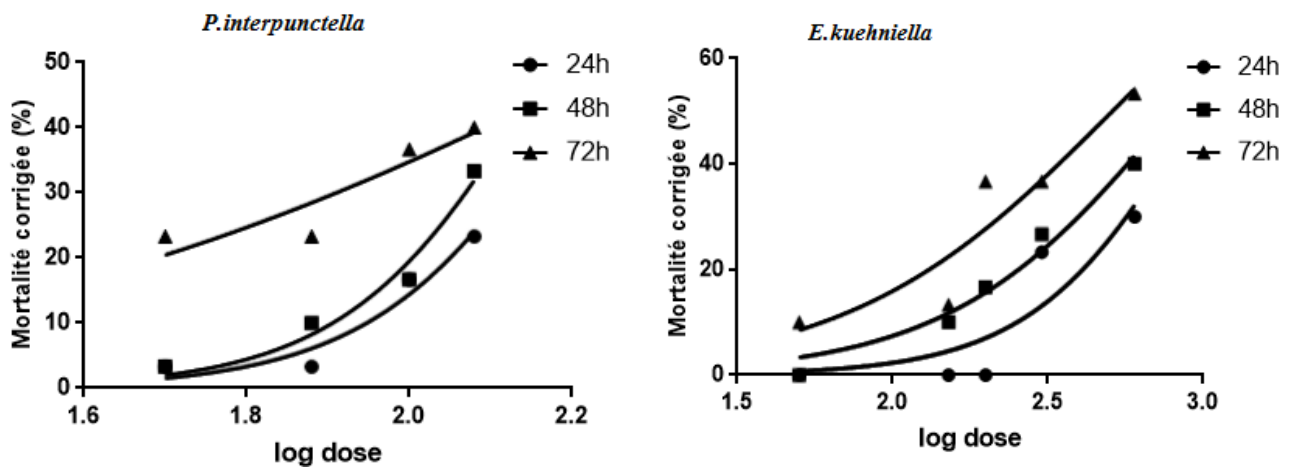 P.interpunctella
Mortalité corrigée (%)
50
40
30
20
10
0
1.6
1.8
2.0
2.2
log dose
24h
48h
72h
E.kuehniella
Mortalité corrigée (%)
60
40
20
0
1.5
2.0
2.5
3.0
log dose
24h
48h
72h